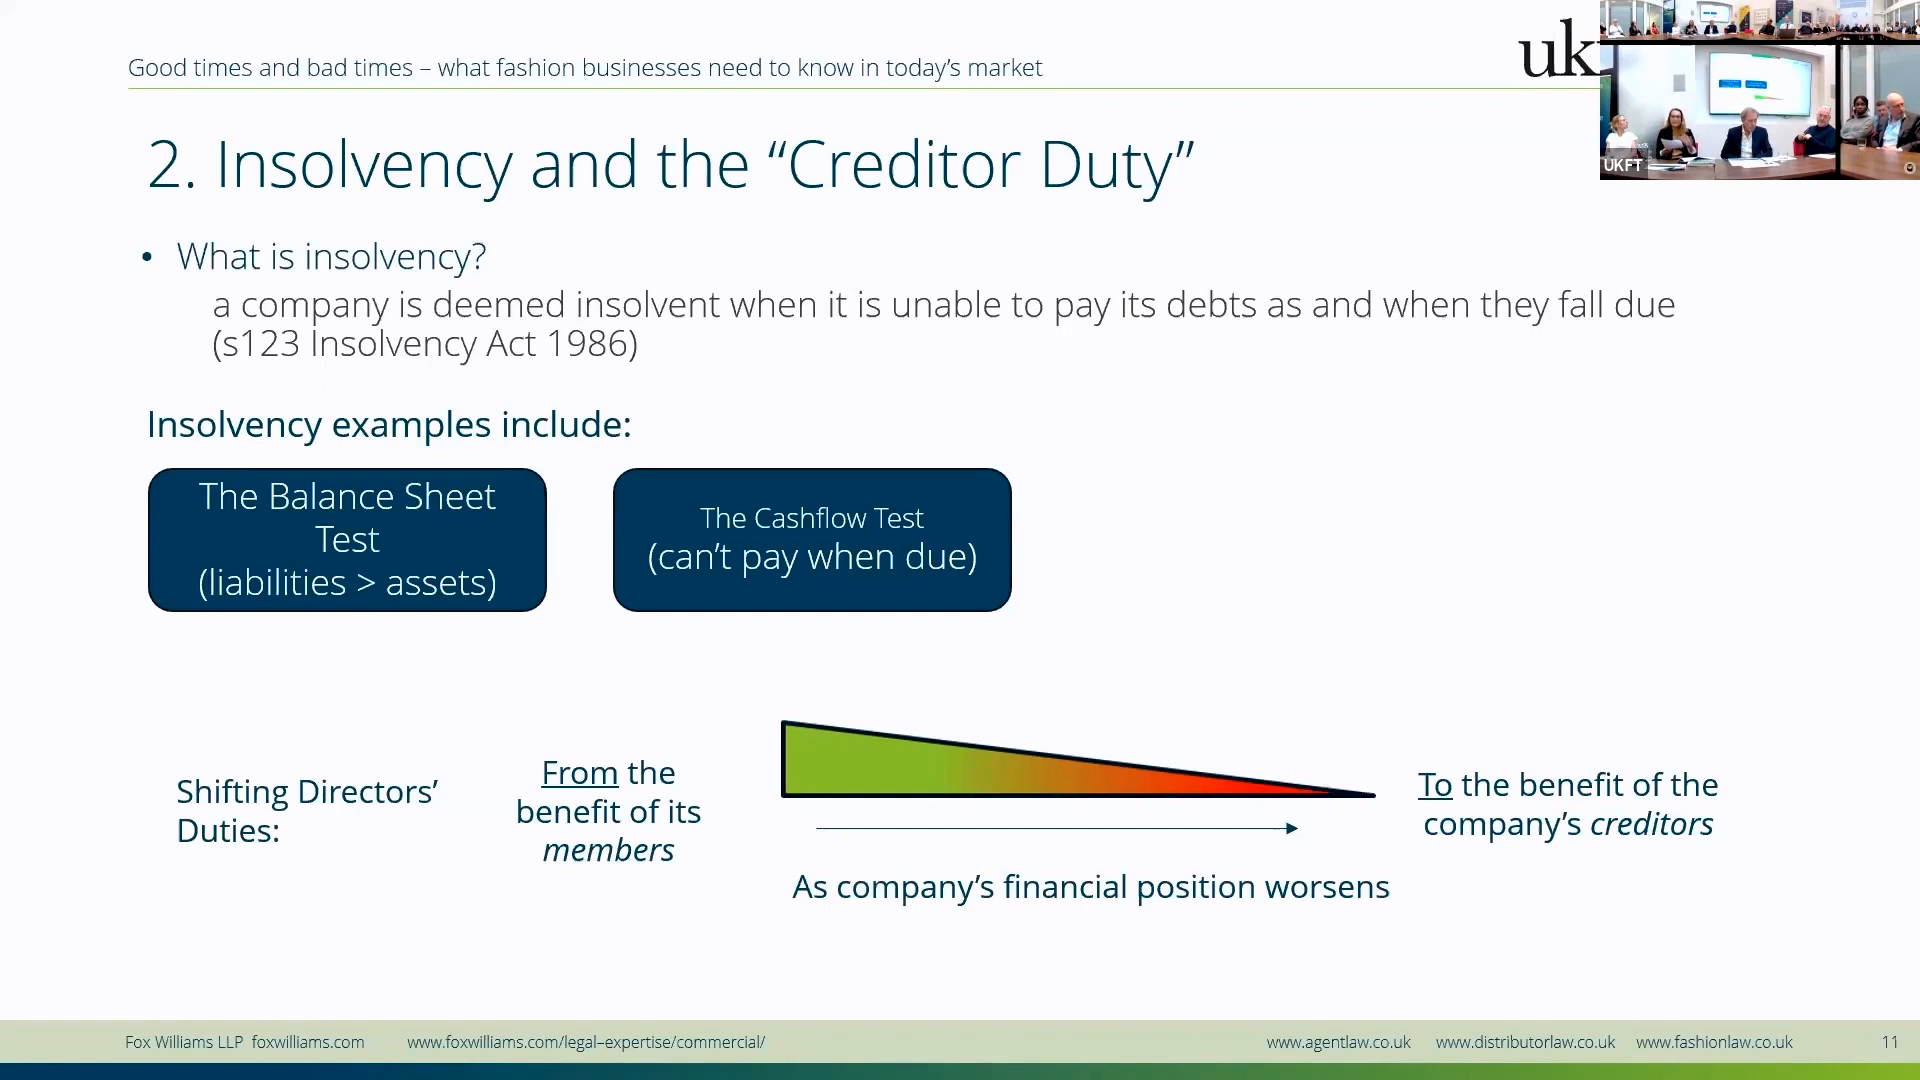 Good times and bad times – what fashion businesses need to know in today’s market
uk
UKFT
2. Insolvency and the “Creditor Duty”
• What is insolvency?
a company is deemed insolvent when it is unable to pay its debts as and when they fall due
(s123 Insolvency Act 1986)
Insolvency examples include:
The Balance Sheet
Test
(liabilities > assets)
The Cashflow Test
(can’t pay when due)
Shifting Directors’
Duties:
From the
benefit of its
members
To the benefit of the
company’s creditors
As company’s financial position worsens
Fox Williams LLP foxwilliams.com www.foxwilliams.com/legal–expertise/commercial/ www.agentlaw.co.uk www.distributorlaw.co.uk www.fashionlaw.co.uk 11